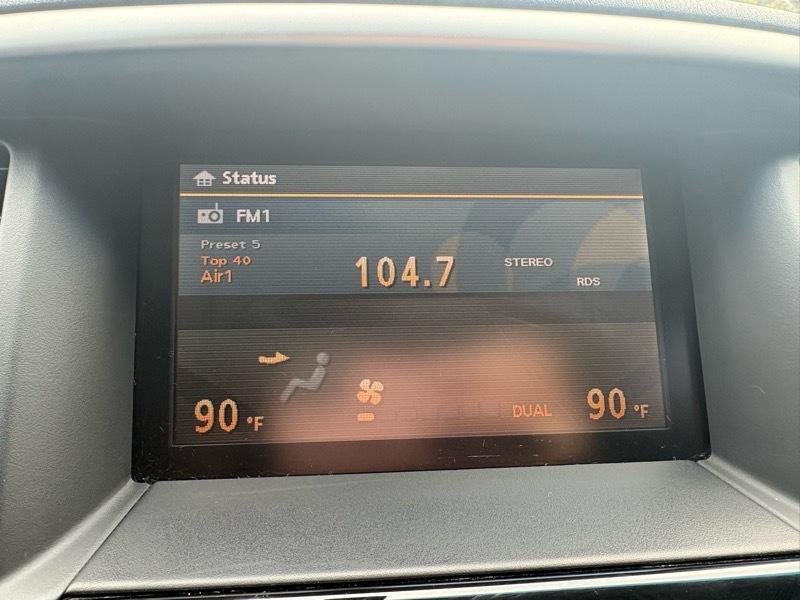 Status
FM1
Preset 5
Top 40
Air1
104.7
STEREO
RDS
90 °F
DUAL
90 °F